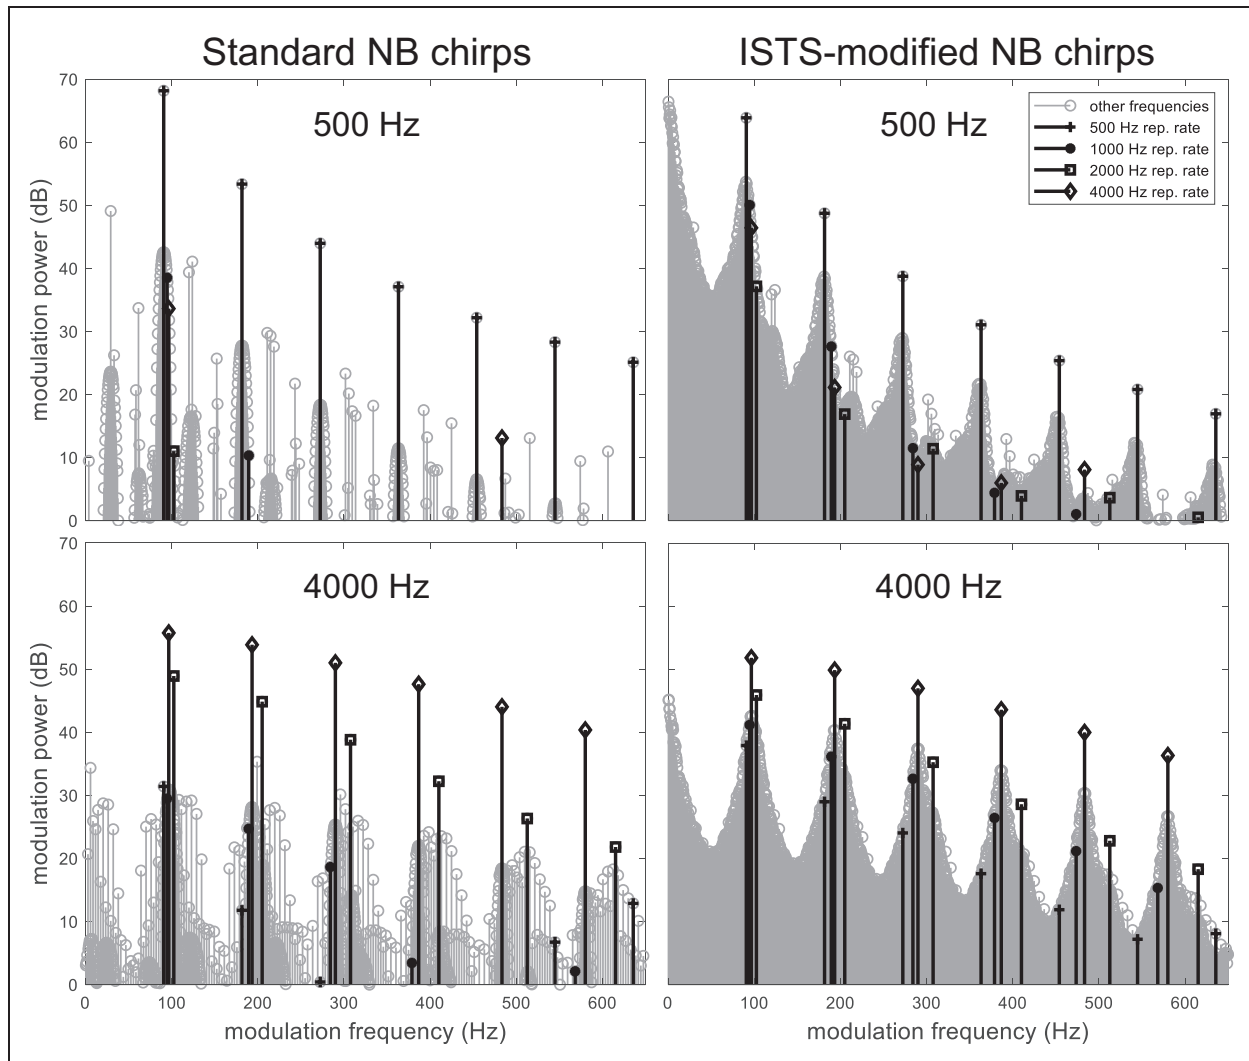 Standard NB chirps
ISTS-modified NB chirps
500 Hz
70
60
50
40
30
20
10
0
modulation power (dB)
500 Hz
other frequencies
500 Hz rep. rate
1000 Hz rep. rate
2000 Hz rep. rate
4000 Hz rep. rate
4000 Hz
70
60
50
40
30
20
10
0
modulation power (dB)
0 100 200 300 400 500 600
modulation frequency (Hz)
4000 Hz
0 100 200 300 400 500 600
modulation frequency (Hz)